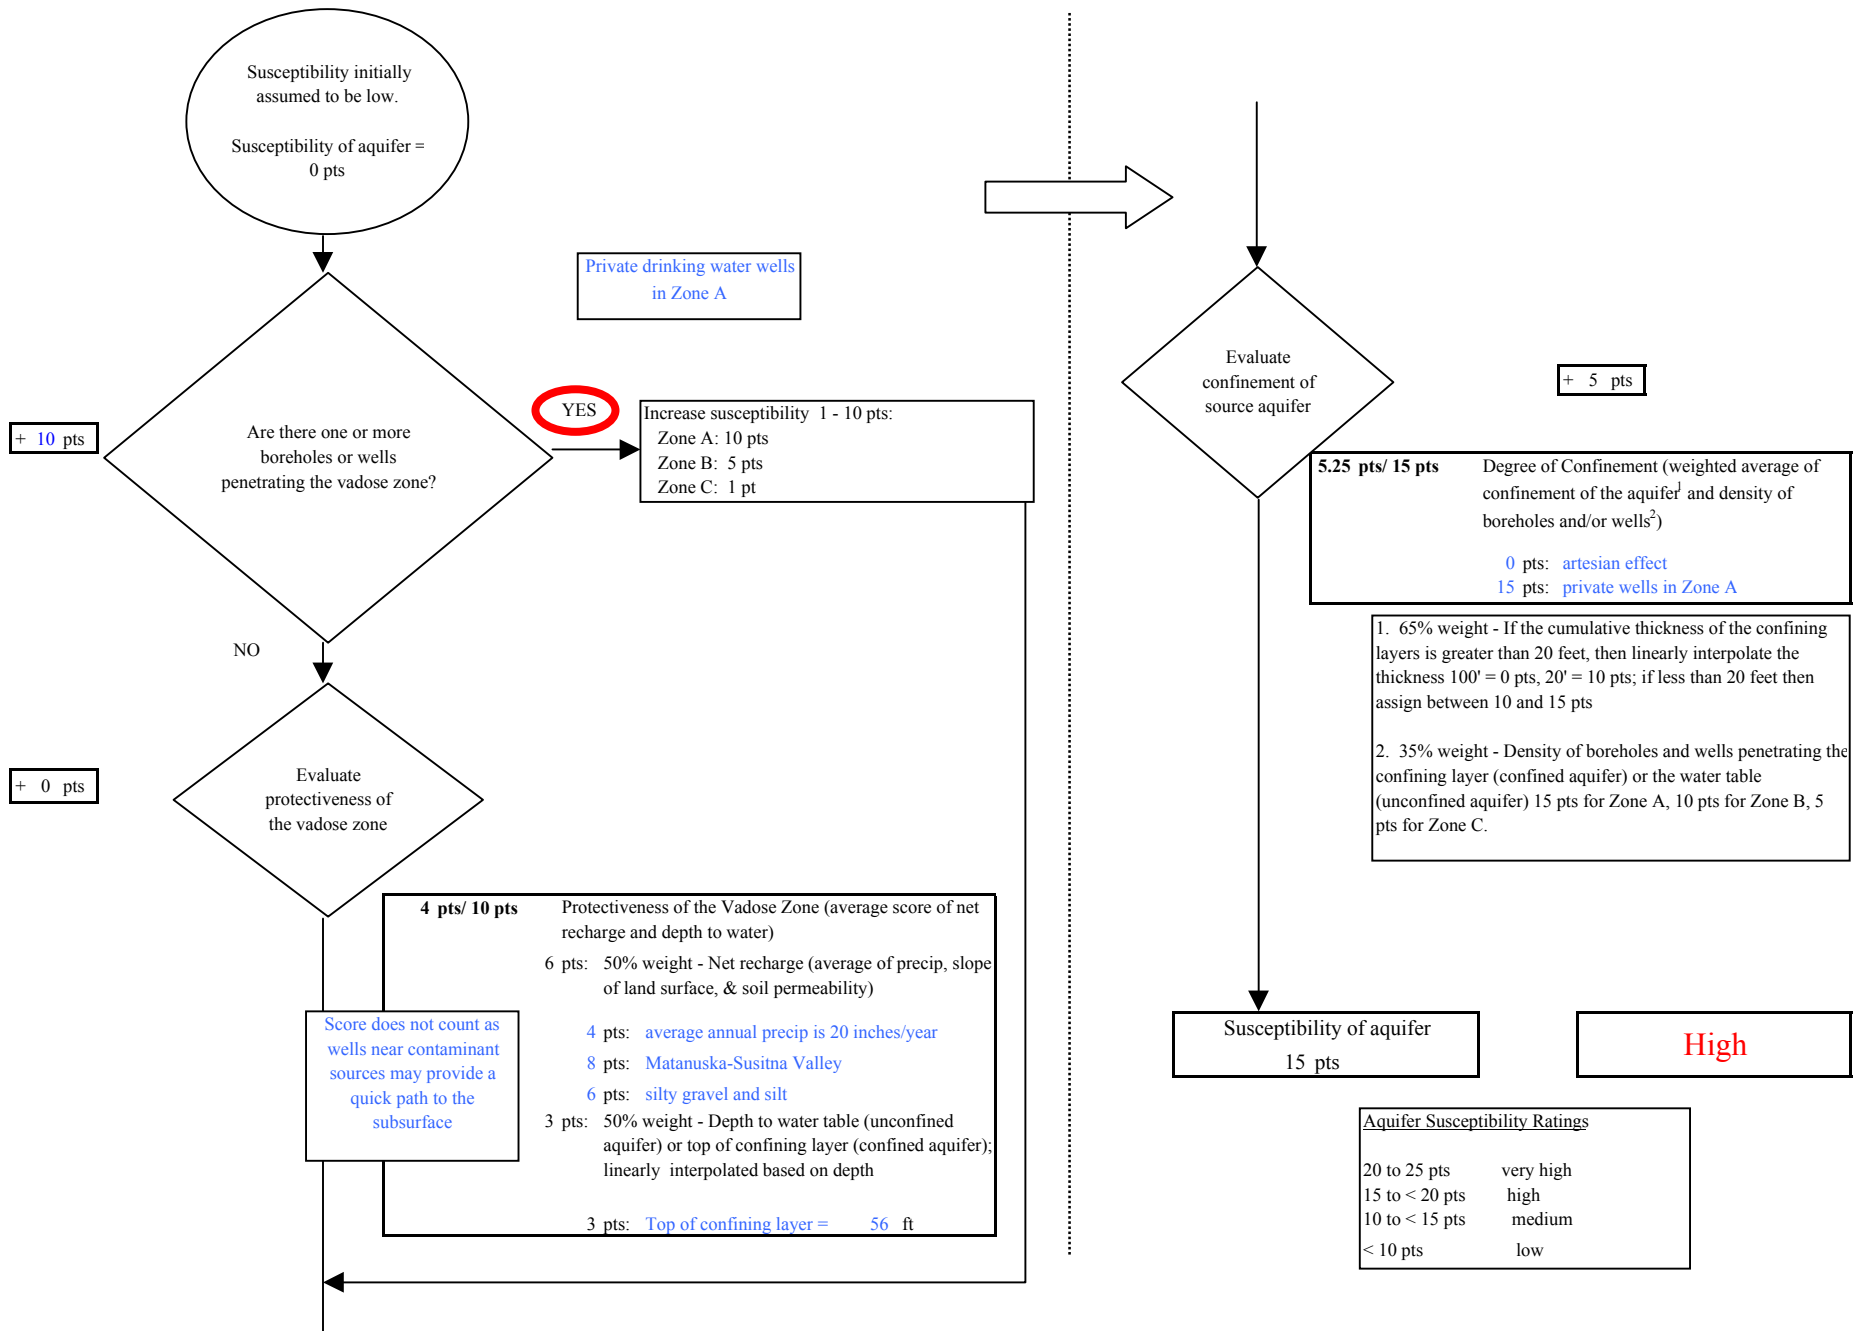 Susceptibility initially
assumed to be low.
Susceptibility of aquifer =
0 pts
Private drinking water wells
in Zone A
+ 10 pts
Are there one or more
boreholes or wells
penetrating the vadose zone?
YES
Increase susceptibility 1 - 10 pts:
Zone A: 10 pts
Zone B: 5 pts
Zone C: 1 pt
NO
+ 0 pts
Evaluate
protectiveness of
the vadose zone
4 pts/ 10 pts Protectiveness of the Vadose Zone (average score of net
recharge and depth to water)
6 pts: 50% weight - Net recharge (average of precip, slope
of land surface, & soil permeability)
4 pts: average annual precip is 20 inches/year
8 pts: Matanuska-Susitna Valley
6 pts: silty gravel and silt
3 pts: 50% weight - Depth to water table (unconfined
aquifer) or top of confining layer (confined aquifer);
linearly interpolated based on depth
3 pts: Top of confining layer = 56 ft
Score does not count as
wells near contaminant
sources may provide a
quick path to the
subsurface
Evaluate
confinement of
source aquifer
+ 5 pts
5.25 pts/ 15 pts Degree of Confinement (weighted average of
confinement of the aquifer1 and density of
boreholes and/or wells2)
0 pts: artesian effect
15 pts: private wells in Zone A
1. 65% weight - If the cumulative thickness of the confining
layers is greater than 20 feet, then linearly interpolate the
thickness 100' = 0 pts, 20' = 10 pts; if less than 20 feet then
assign between 10 and 15 pts
2. 35% weight - Density of boreholes and wells penetrating the
confining layer (confined aquifer) or the water table
(unconfined aquifer) 15 pts for Zone A, 10 pts for Zone B, 5
pts for Zone C.
Susceptibility of aquifer
15 pts
High
Aquifer Susceptibility Ratings
20 to 25 pts very high
15 to < 20 pts high
10 to < 15 pts medium
< 10 pts low